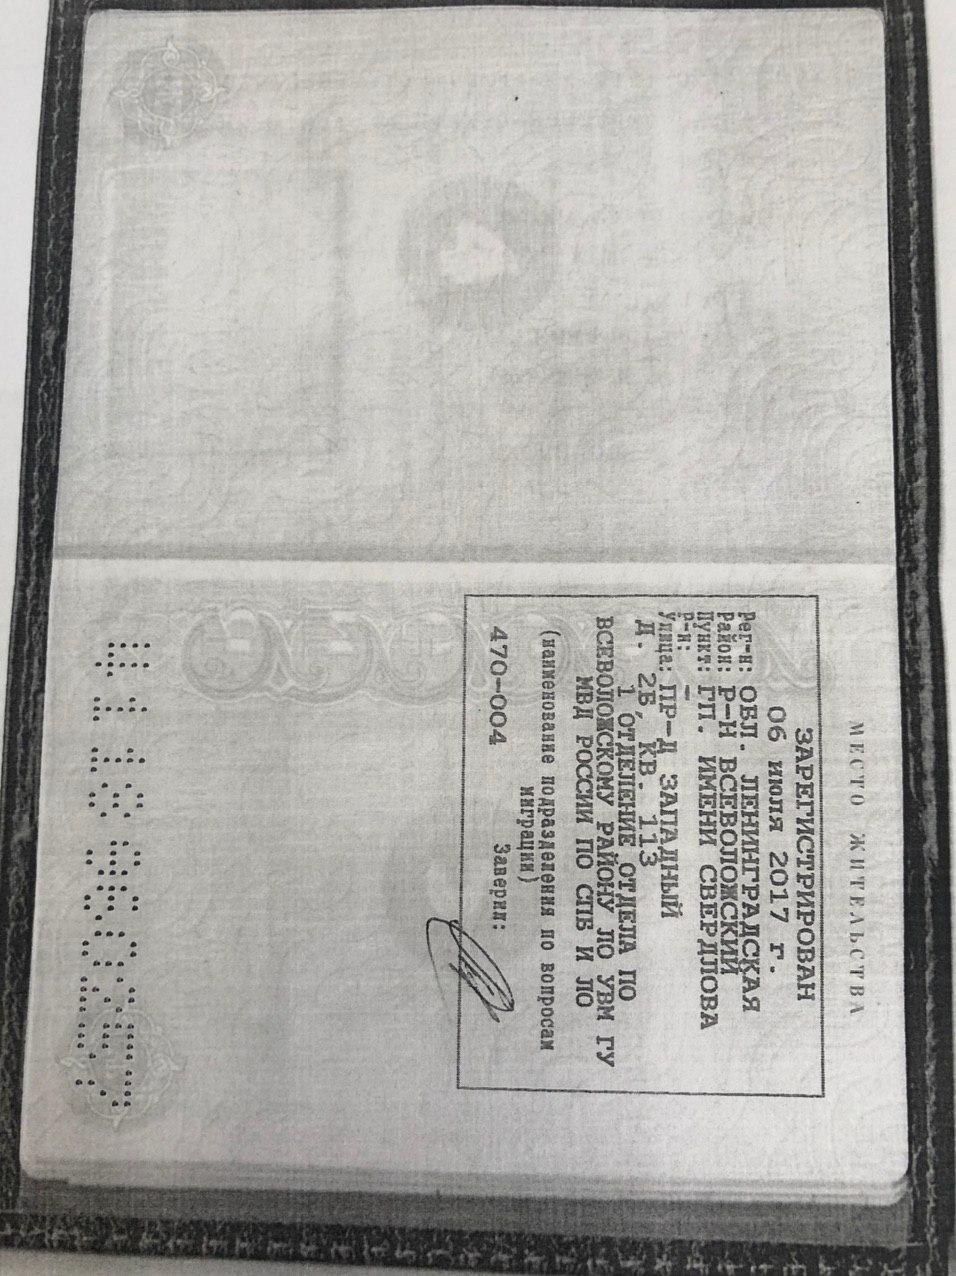 МЕСТО ЖИТЕЛЬСТВА
ЗАРЕГИСТРИРОВАН
06 июля 2017 г.
Рег-н: ОБЛ. ЛЕНИНГРАДСКАЯ
Район: Р-Н ВСЕВОЛОЖСКИЙ
Пункт: ГП. ИМЕНИ СВЕРДЛОВА
Р-н: –
Улица: ПР-Д ЗАПАДНЫЙ
Д. 2Б, КВ. 113
1 ОТДЕЛЕНИЕ ОТДЕЛА ПО
ВСЕВОЛОЖСКОМУ РАЙОНУ ЛО УВМ ГУ
МВД РОССИИ ПО СПБ И ЛО
(наименование подразделения по вопросам
миграции)
470-004 Заверил: